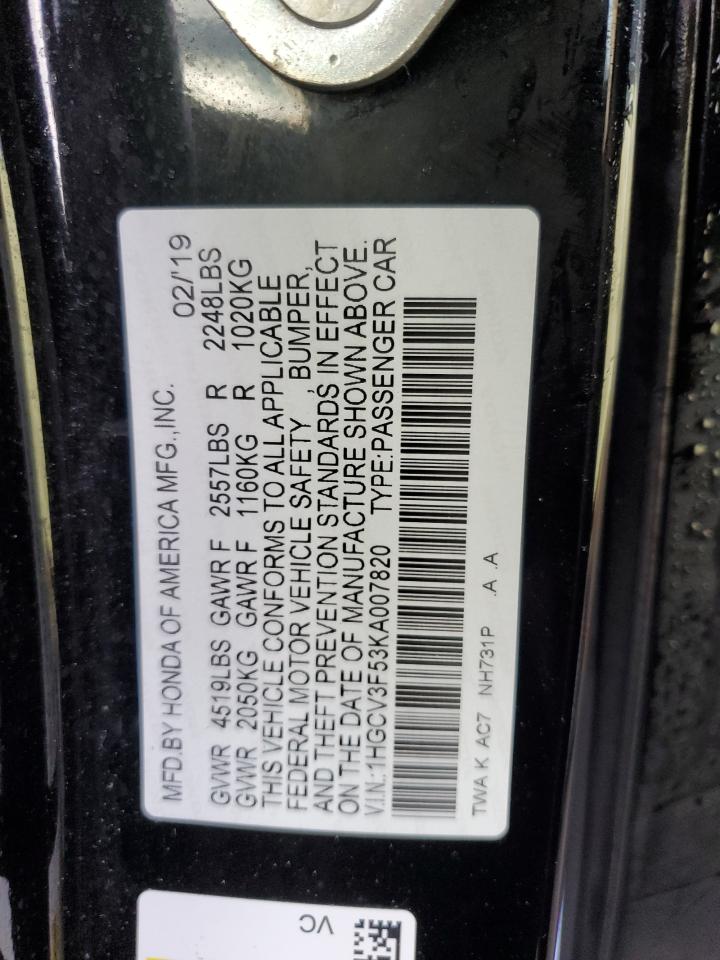 MFD.BY HONDA OF AMERICA MFG.,INC. 02/'19
GVWR 4519LBS GAWR F 2557LBS R 2248LBS
GVWR 2050KG GAWR F 1160KG R 1020KG
THIS VEHICLE CONFORMS TO ALL APPLICABLE
FEDERAL MOTOR VEHICLE SAFETY , BUMPER,
AND THEFT PREVENTION STANDARDS IN EFFECT
ON THE DATE OF MANUFACTURE SHOWN ABOVE.
V.I.N.:1HGCV3F53KA007820 TYPE:PASSENGER CAR
TWA K AC7 NH731P .A .A
VC